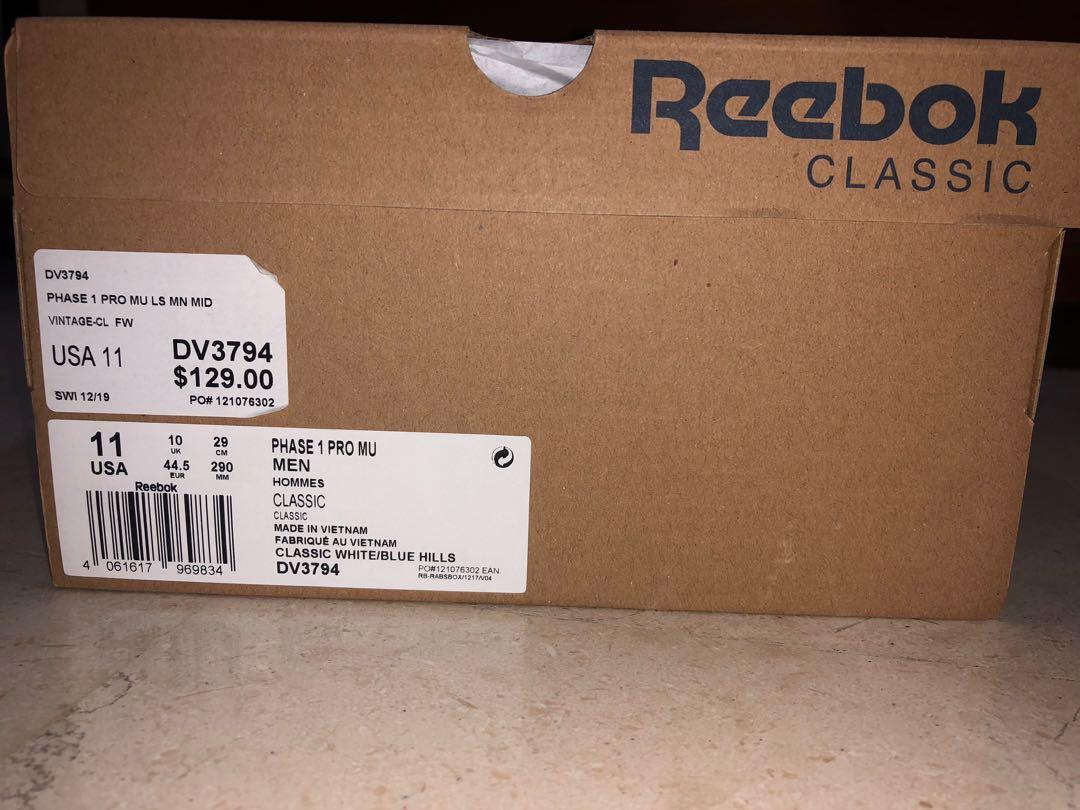 Reebok
CLASSIC
DV3794
PHASE 1 PRO MU LS MN MID
VINTAGE-CL FW
USA 11
DV3794
$129.00
SWI 12/19
PO# 121076302
11
USA
10
UK
29
CM
44.5
EUR
290
MM
Reebok
4 061617 969834
PHASE 1 PRO MU
MEN
HOMMES
CLASSIC
CLASSIC
MADE IN VIETNAM
FABRIQUÉ AU VIETNAM
CLASSIC WHITE/BLUE HILLS
DV3794
PO#121076302 EAN
RB-RABSBOX/1217/V04